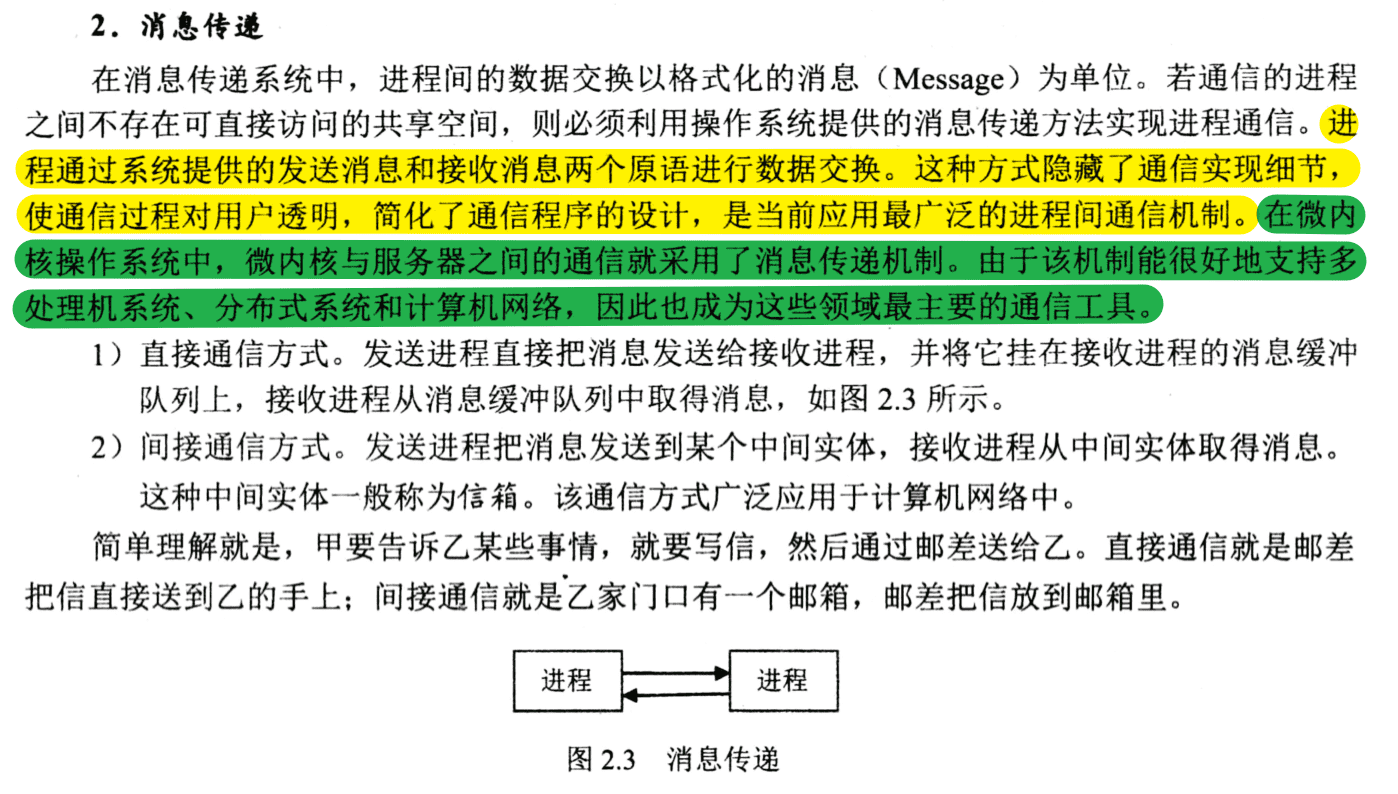 2．消息传递
在消息传递系统中，进程间的数据交换以格式化的消息（Message）为单位。若通信的进程
之间不存在可直接访问的共享空间，则必须利用操作系统提供的消息传递方法实现进程通信。进
程通过系统提供的发送消息和接收消息两个原语进行数据交换。这种方式隐藏了通信实现细节，
使通信过程对用户透明，简化了通信程序的设计，是当前应用最广泛的进程间通信机制。在微内
核操作系统中，微内核与服务器之间的通信就采用了消息传递机制。由于该机制能很好地支持多
处理机系统、分布式系统和计算机网络，因此也成为这些领域最主要的通信工具。
1）直接通信方式。发送进程直接把消息发送给接收进程，并将它挂在接收进程的消息缓冲
队列上，接收进程从消息缓冲队列中取得消息，如图 2.3 所示。
2）间接通信方式。发送进程把消息发送到某个中间实体，接收进程从中间实体取得消息。
这种中间实体一般称为信箱。该通信方式广泛应用于计算机网络中。
简单理解就是，甲要告诉乙某些事情，就要写信，然后通过邮差送给乙。直接通信就是邮差
把信直接送到乙的手上；间接通信就是乙家门口有一个邮箱，邮差把信放到邮箱里。
进程
进程
图 2.3 消息传递